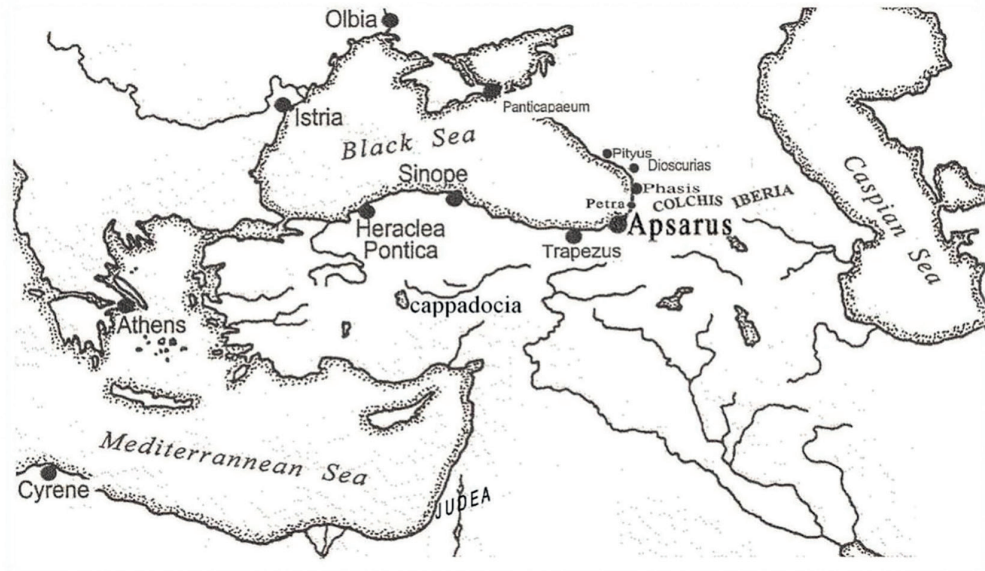 Olbia
Panticapaeum
Istria
Black Sea
Pityus
Dioscurias
Sinope
Phasis
Petra
COLCHIS IBERIA
Caspian Sea
Apsarus
Heraclea
Pontica
Trapezus
cappadocia
Athens
Mediterrannean Sea
Cyrene
JUDEA